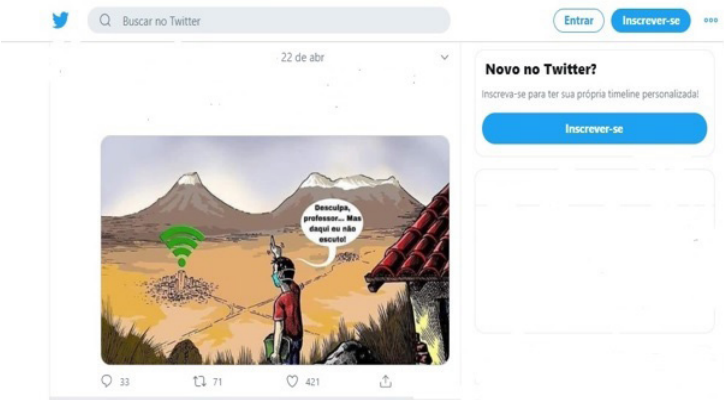 Buscar no Twitter
Entrar
Inscrever-se
22 de abr
Novo no Twitter?
Inscreva-se para ter sua própria timeline personalizada!
Inscrever-se
Desculpa,
professor... Mas
daqui eu não
escuto!
33
71
421